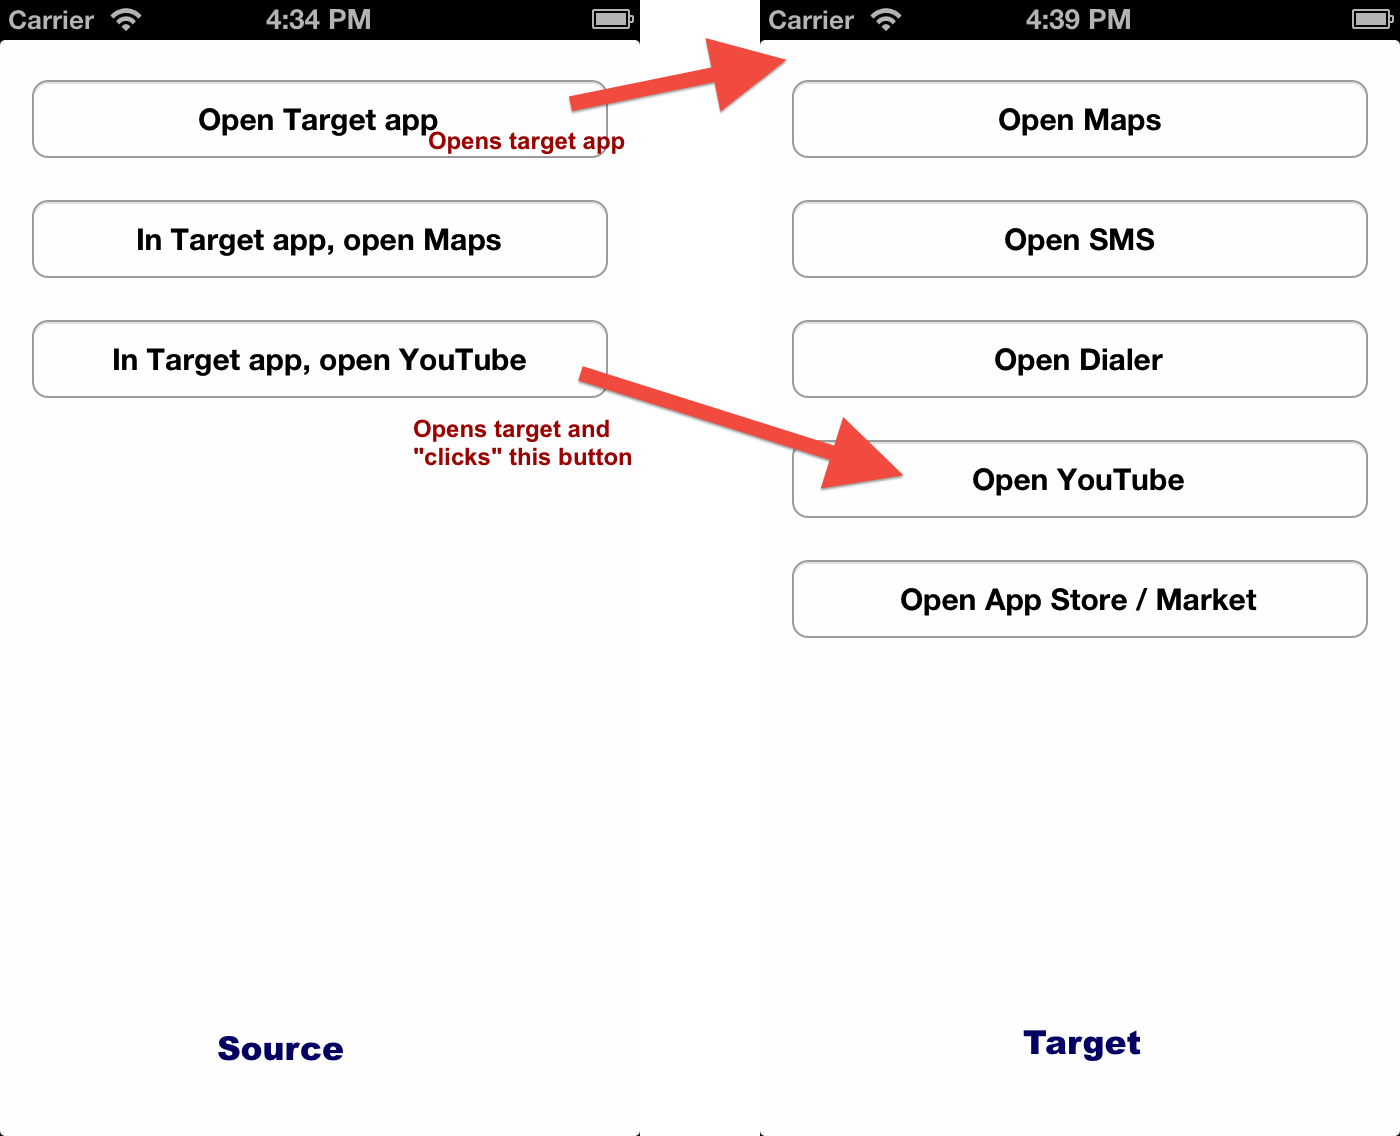 Carrier 4:34 PM
Open Target app
Opens target app
In Target app, open Maps
In Target app, open YouTube
Opens target and
"clicks" this button
Source
Carrier 4:39 PM
Open Maps
Open SMS
Open Dialer
Open YouTube
Open App Store / Market
Target